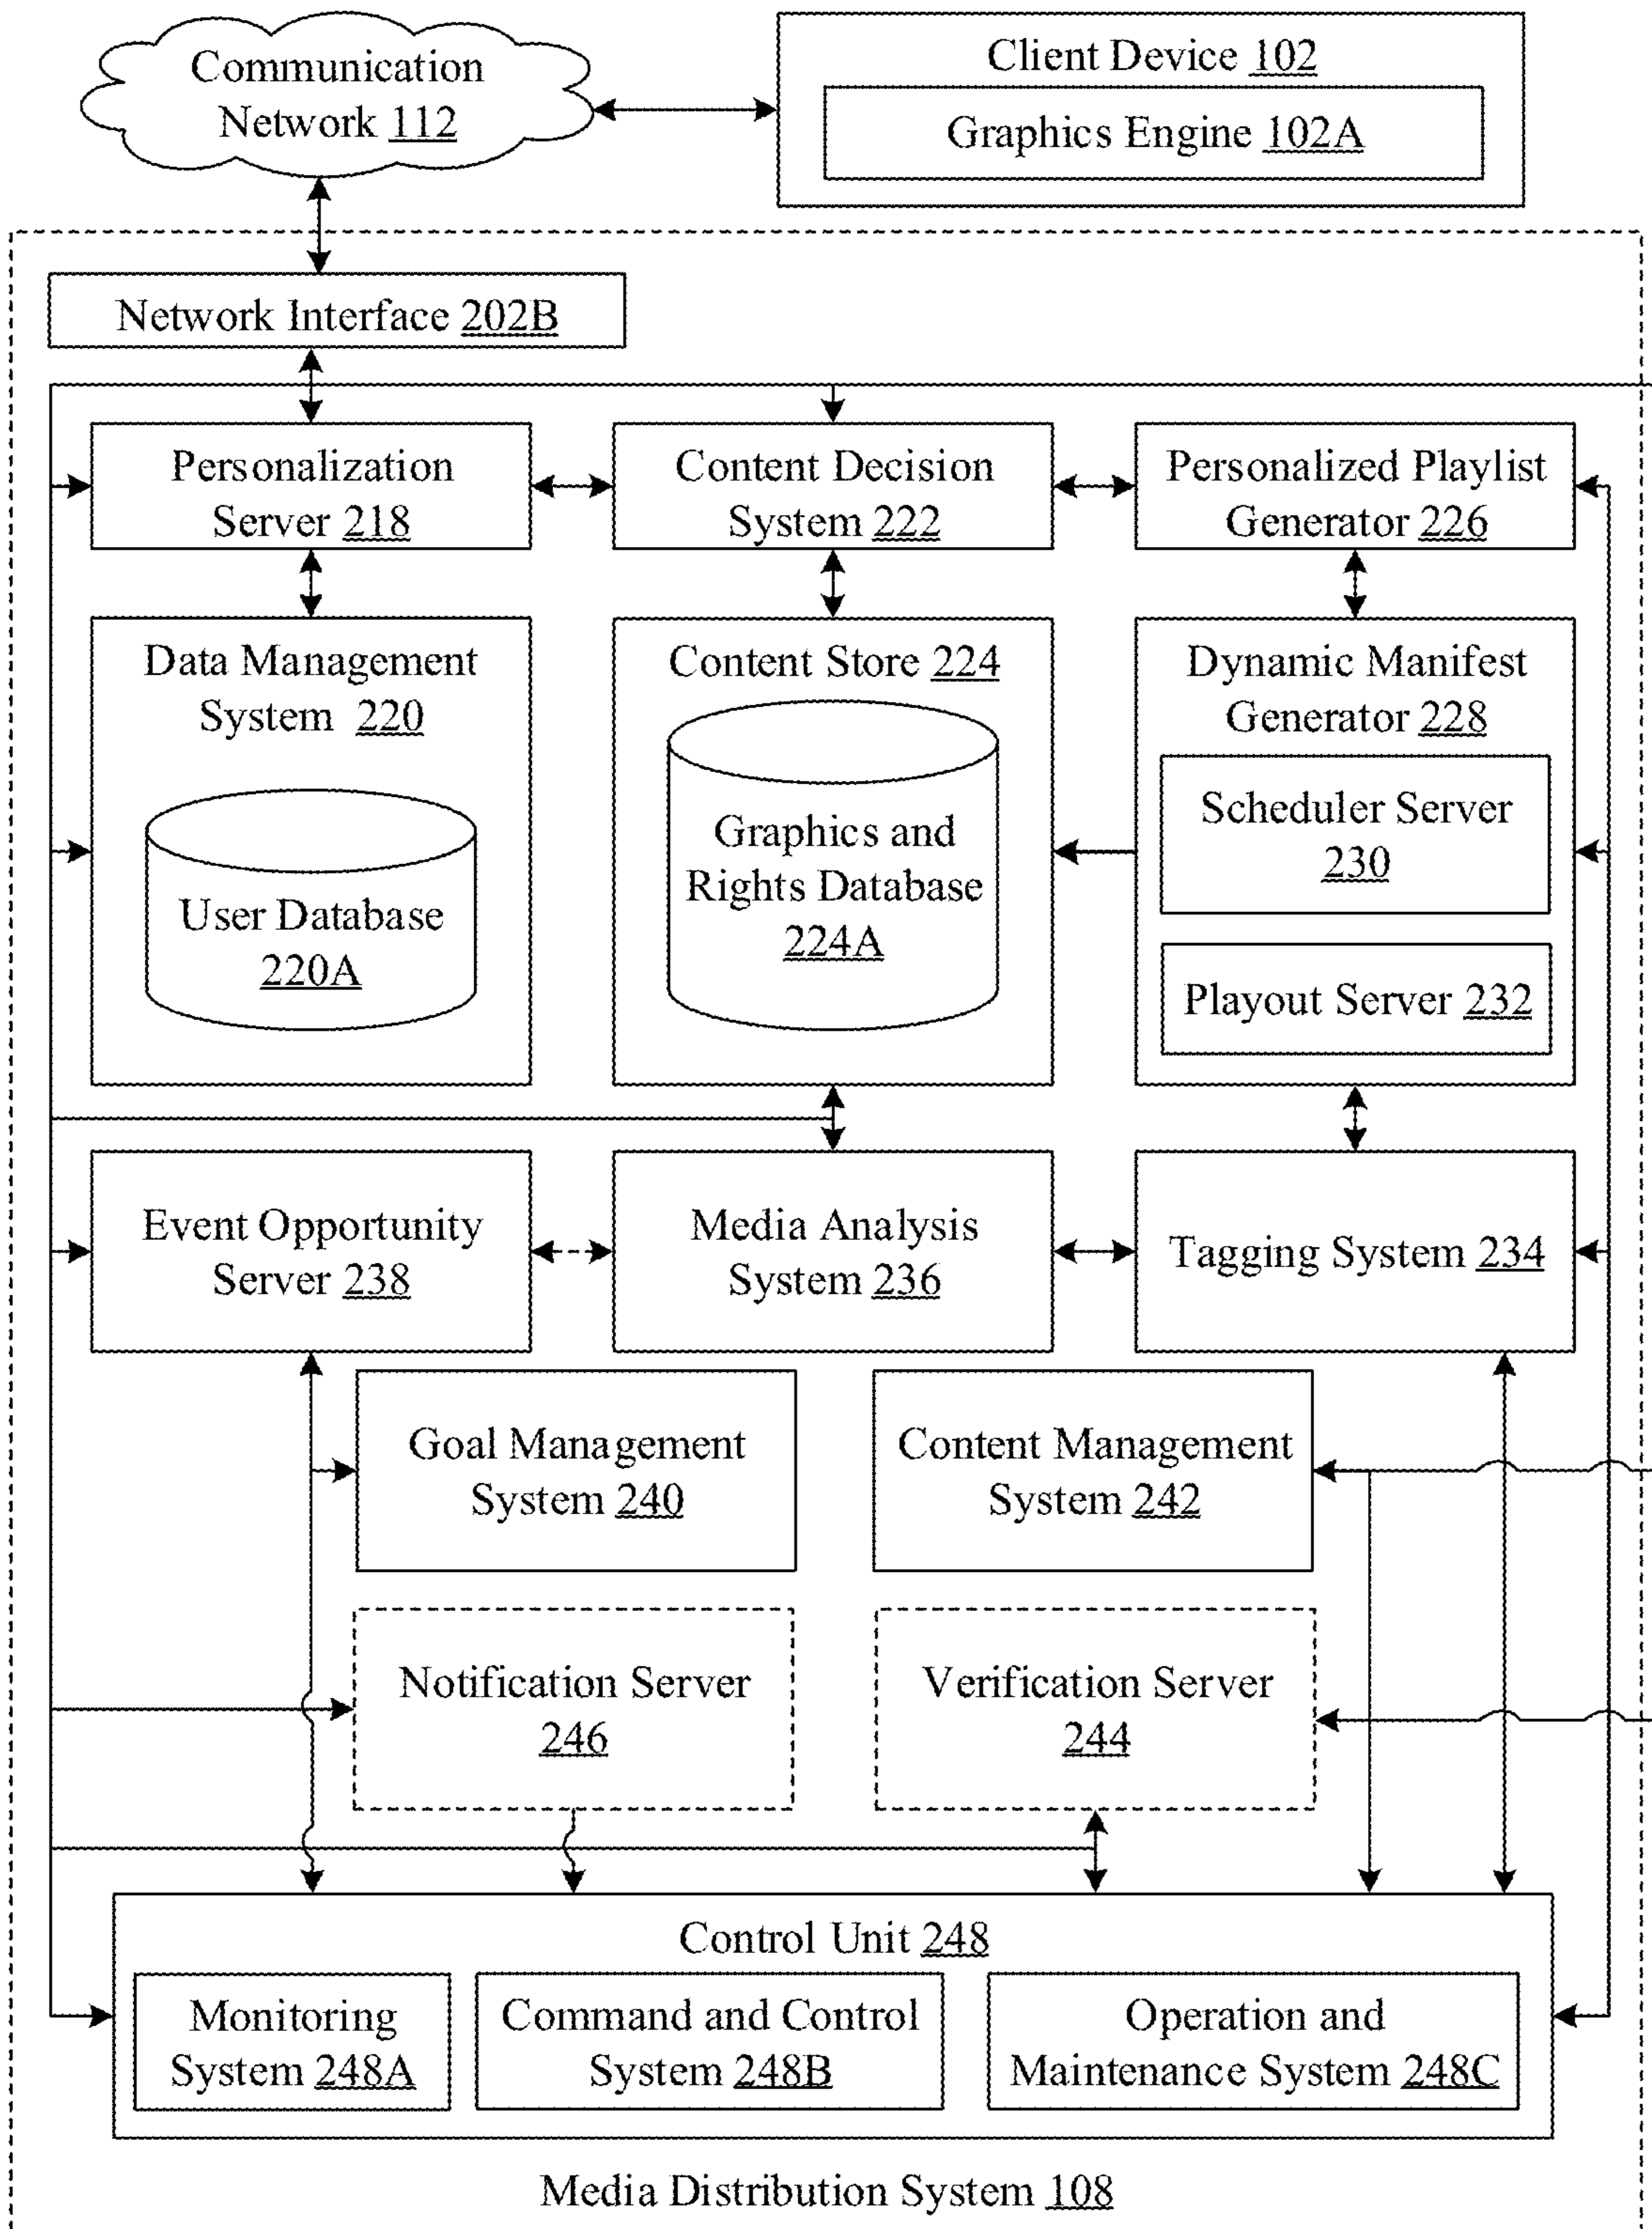 Communication
Network 112
Client Device 102
Graphics Engine 102A
Network Interface 202B
Personalization
Server 218
Content Decision
System 222
Personalized Playlist
Generator 226
Data Management
System 220
User Database
220A
Content Store 224
Graphics and
Rights Database
224A
Dynamic Manifest
Generator 228
Scheduler Server
230
Playout Server 232
Event Opportunity
Server 238
Media Analysis
System 236
Tagging System 234
Goal Management
System 240
Content Management
System 242
Notification Server
246
Verification Server
244
Control Unit 248
Monitoring
System 248A
Command and Control
System 248B
Operation and
Maintenance System 248C
Media Distribution System 108